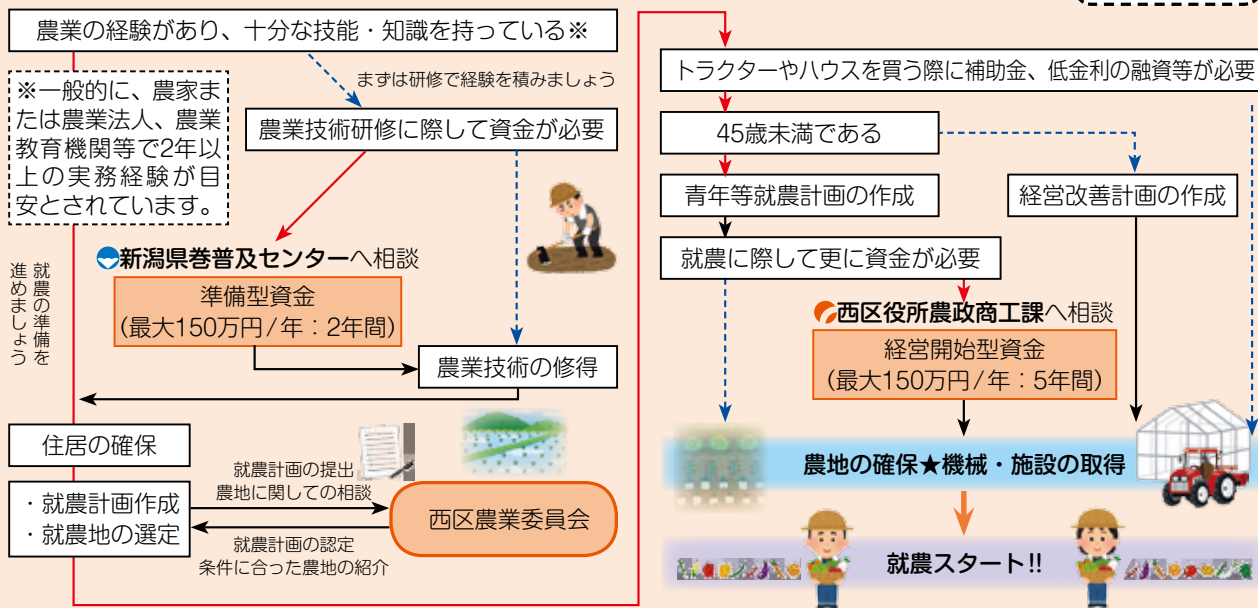 農業の経験があり、十分な技能・知識を持っている※
※一般的に、農家ま
たは農業法人、農業
教育機関等で2年以
上の実務経験が目
安とされています。
まずは研修で経験を積みましょう
農業技術研修に際して資金が必要
新潟県巻普及センターへ相談
準備型資金
(最大150万円/年：2年間)
農業技術の修得
就農の準備を
進めましょう
住居の確保
・就農計画作成
・就農地の選定
就農計画の提出
農地に関しての相談
就農計画の認定
条件に合った農地の紹介
西区農業委員会
トラクターやハウスを買う際に補助金、低金利の融資等が必要
45歳未満である
青年等就農計画の作成
経営改善計画の作成
就農に際して更に資金が必要
西区役所農政商工課へ相談
経営開始型資金
(最大150万円/年：5年間)
農地の確保★機械・施設の取得
就農スタート!!